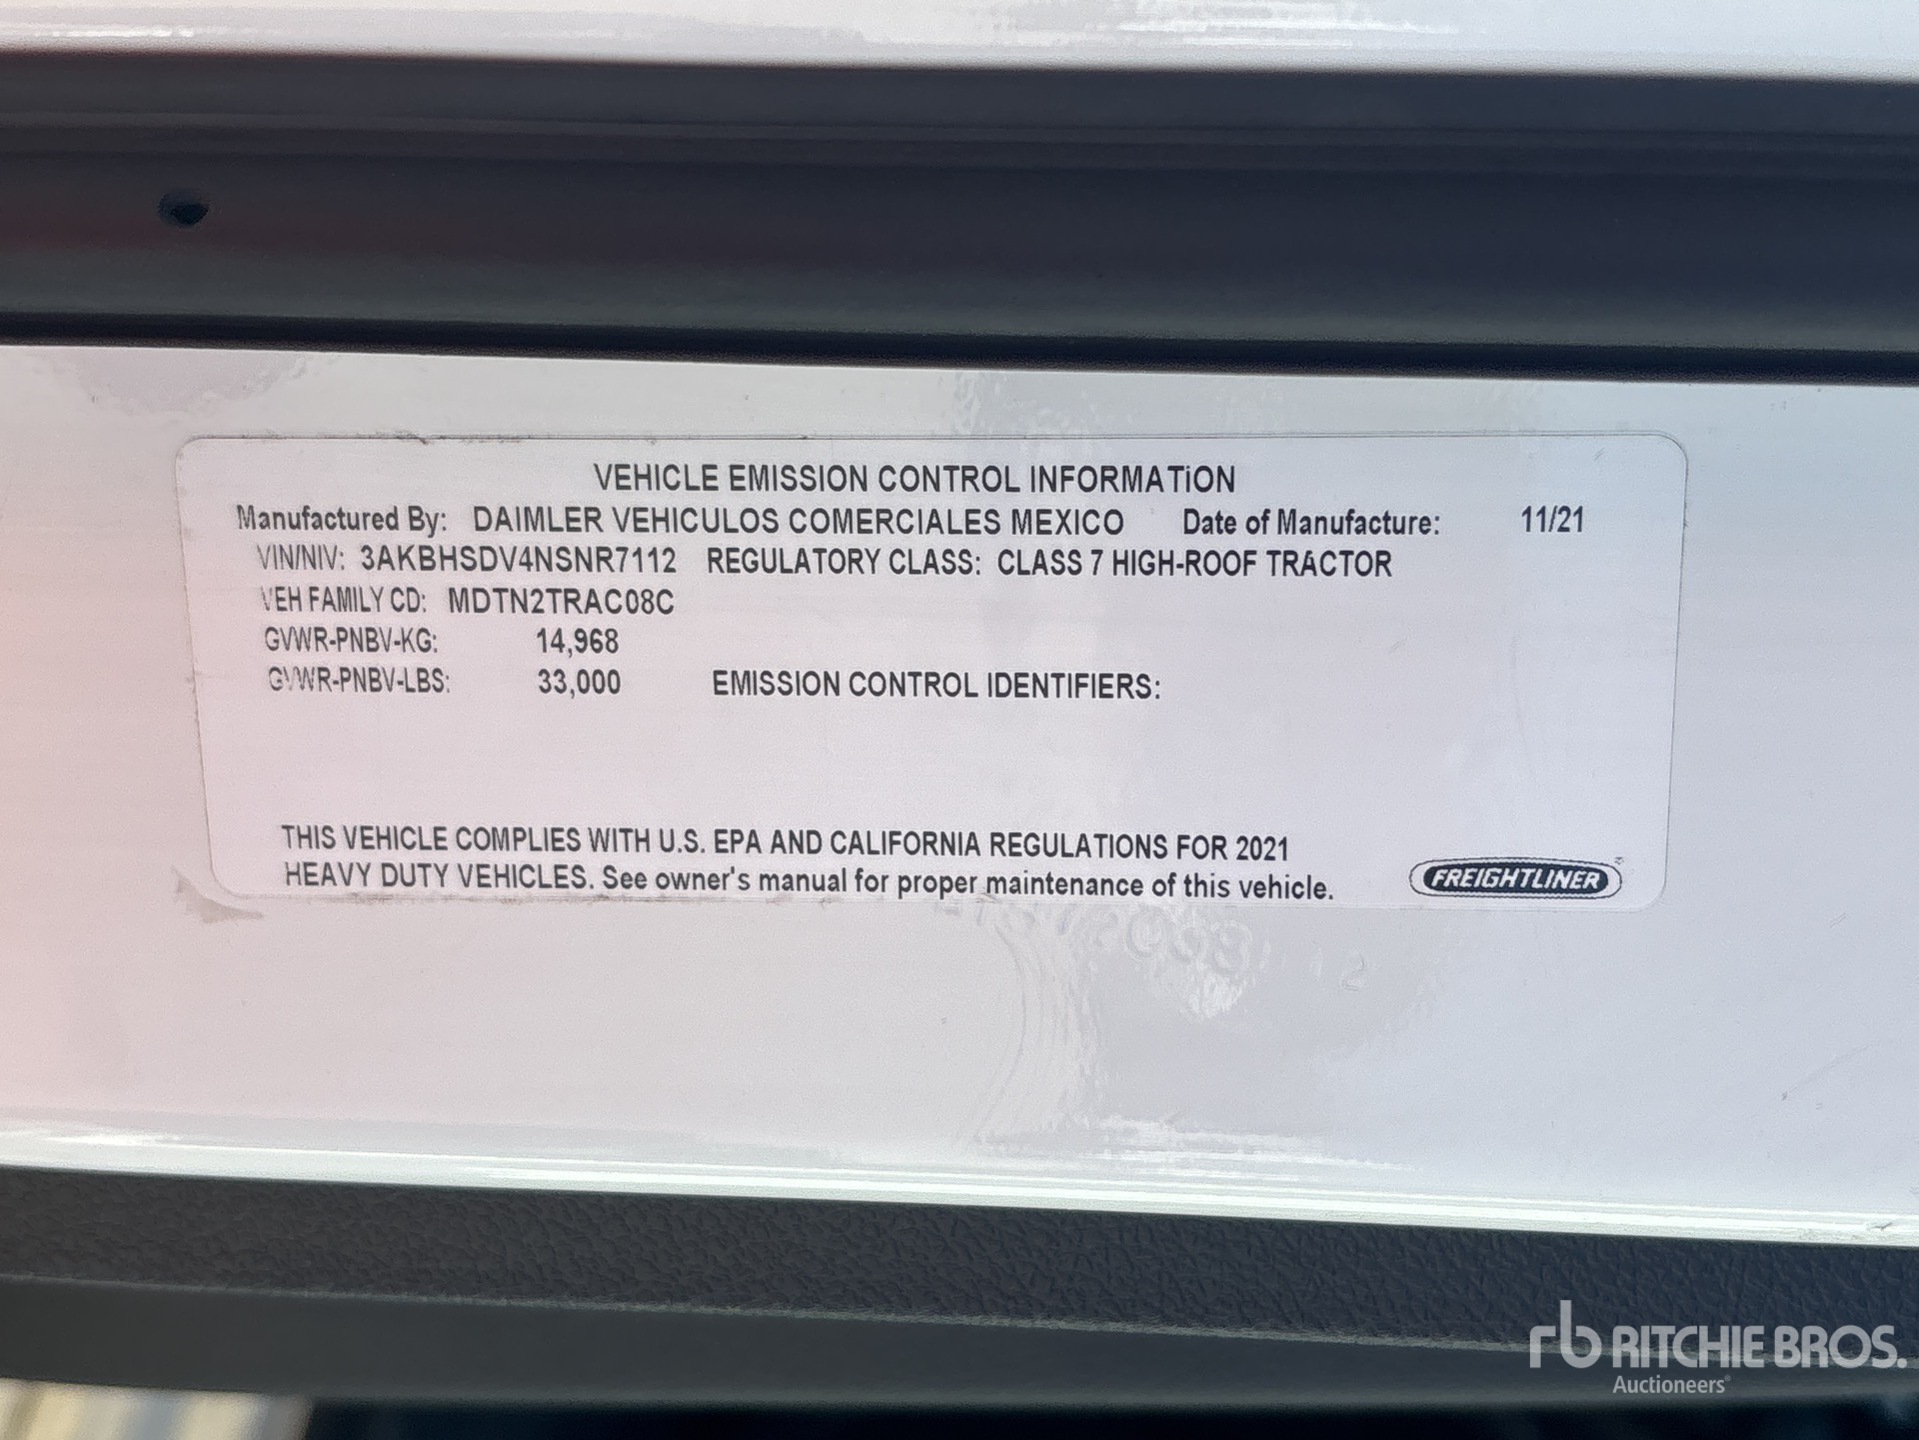 VEHICLE EMISSION CONTROL INFORMATION
Manufactured By: DAIMLER VEHICULOS COMERCIALES MEXICO Date of Manufacture: 11/21
VIN/NIV: 3AKBHSDV4NSNR7112 REGULATORY CLASS: CLASS 7 HIGH-ROOF TRACTOR
VEH FAMILY CD: MDTN2TRAC08C
GVWR-PNBV-KG: 14,968
GVWR-PNBV-LBS: 33,000 EMISSION CONTROL IDENTIFIERS:
THIS VEHICLE COMPLIES WITH U.S. EPA AND CALIFORNIA REGULATIONS FOR 2021
HEAVY DUTY VEHICLES. See owner's manual for proper maintenance of this vehicle.
FREIGHTLINER
rb RITCHIE BROS.
Auctioneers®